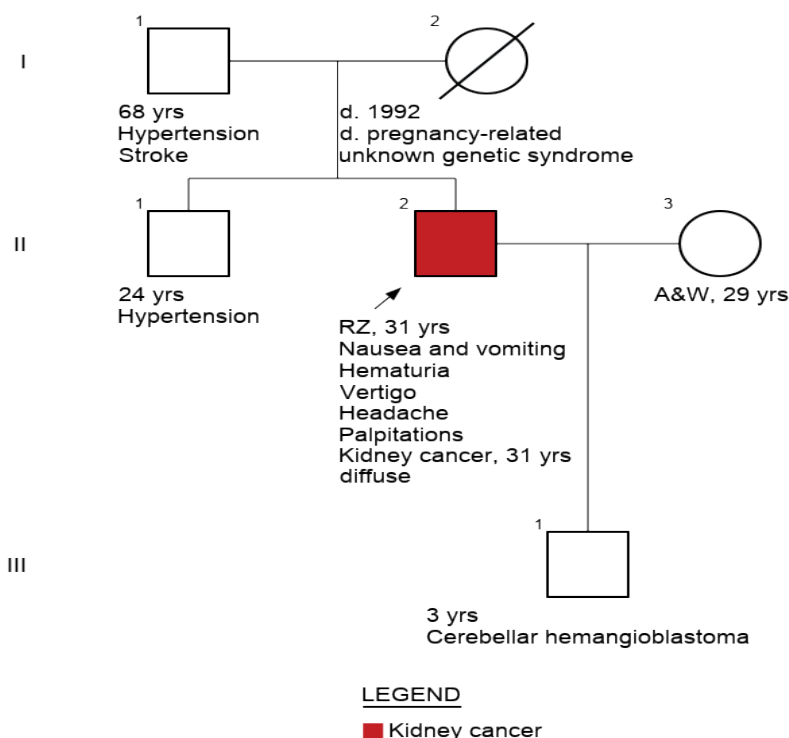 1
2
I
68 yrs
Hypertension
Stroke
d. 1992
d. pregnancy-related
unknown genetic syndrome
1
2
3
II
24 yrs
Hypertension
RZ, 31 yrs
Nausea and vomiting
Hematuria
Vertigo
Headache
Palpitations
Kidney cancer, 31 yrs
diffuse
A&W, 29 yrs
1
III
3 yrs
Cerebellar hemangioblastoma
LEGEND
Kidney cancer